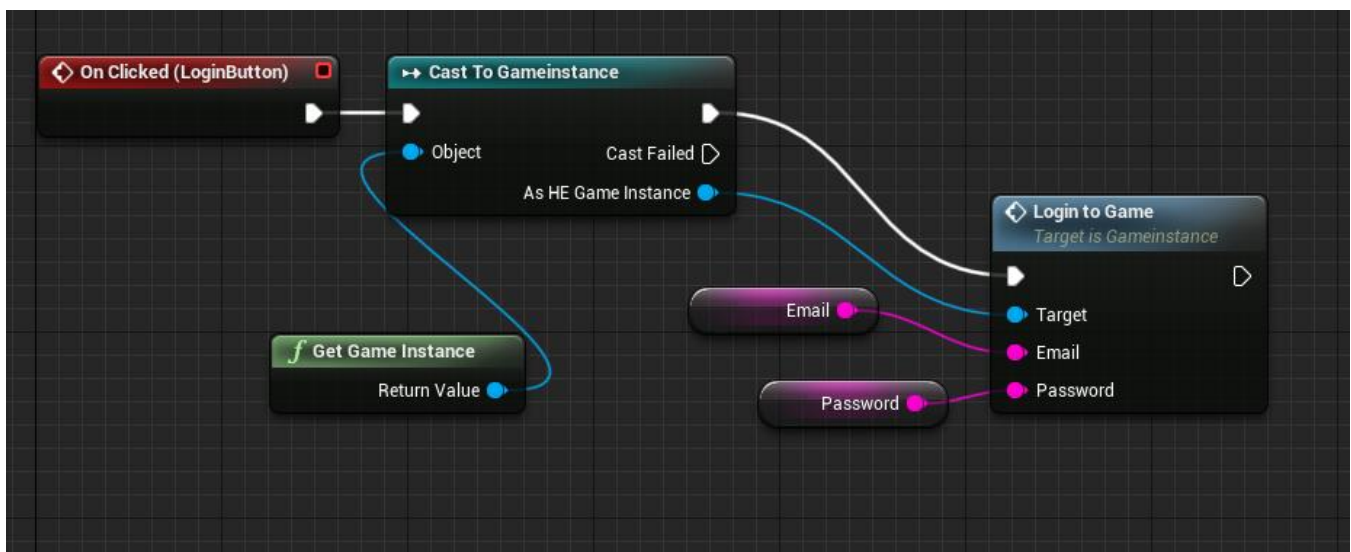 On Clicked (LoginButton)
Cast To Gameinstance
Object
Cast Failed
As HE Game Instance
Login to Game
Target is Gameinstance
Email
Target
Email
f Get Game Instance
Return Value
Password
Password